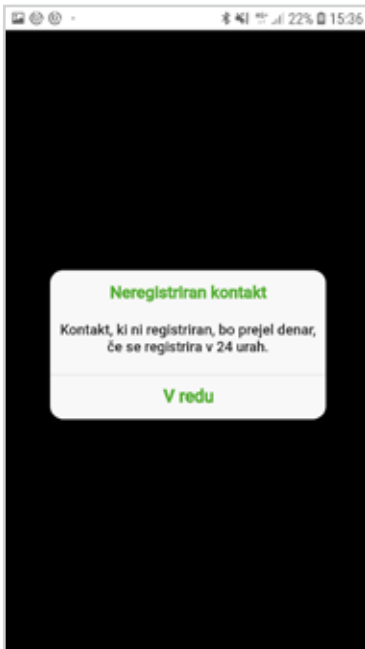 22% 15:36
Neregistriran kontakt
Kontakt, ki ni registriran, bo prejel denar,
če se registrira v 24 urah.
V redu